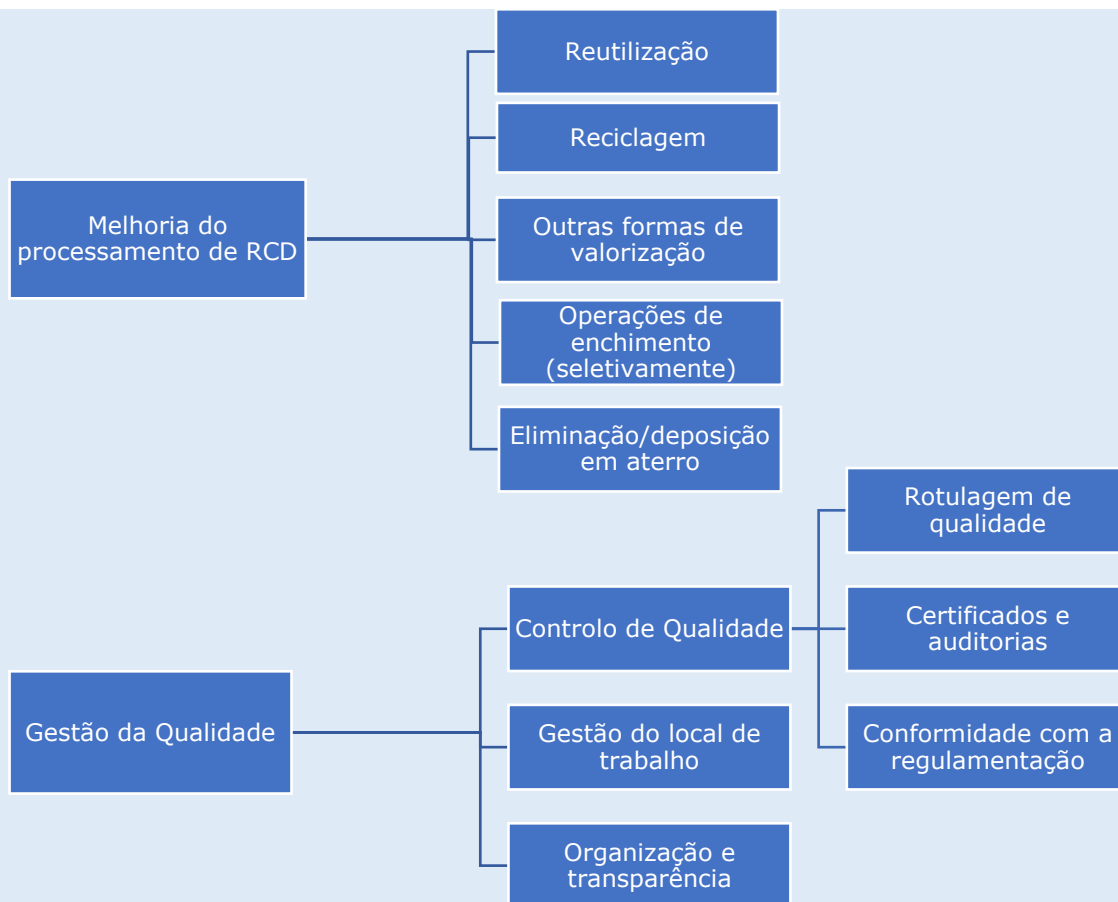 Reutilização
Reciclagem
Melhoria do
processamento de RCD
Outras formas de
valorização
Operações de
enchimento
(seletivamente)
Eliminação/deposição
em aterro
Rotulagem de
qualidade
Controlo de Qualidade
Certificados e
auditorias
Gestão da Qualidade
Gestão do local de
trabalho
Conformidade com a
regulamentação
Organização e
transparência